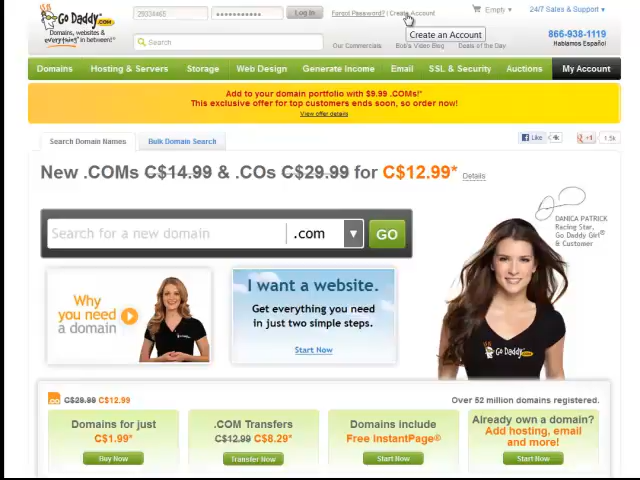 Go Daddy.COM
Domains, websites &
everything in between!
29334465
Log In
Forgot Password? | Create Account
Create an Account
Empty
24/7 Sales & Support
866-938-1119
Hablamos Español
Search
Our Commercials Bob's Video Blog Deals of the Day
Domains Hosting & Servers Storage Web Design Generate Income Email SSL & Security Auctions My Account
Add to your domain portfolio with $9.99 .COMs!*
This exclusive offer for top customers ends soon, so order now!
View offer details
Search Domain Names Bulk Domain Search
Like 4k +1 1.5k
New .COMs C$14.99 & .COs C$29.99 for C$12.99* Details
Search for a new domain .com GO
DANICA PATRICK
Racing Star,
Go Daddy Girl®
& Customer
Why
you need
a domain
I want a website.
Get everything you need
in just two simple steps.
Start Now
Go Daddy.COM
C$29.99 C$12.99
Over 52 million domains registered.
Domains for just
C$1.99*
Buy Now
.COM Transfers
C$12.99 C$8.29*
Transfer Now
Domains include
Free InstantPage®
Start Now
Already own a domain?
Add hosting, email
and more!
Start Now